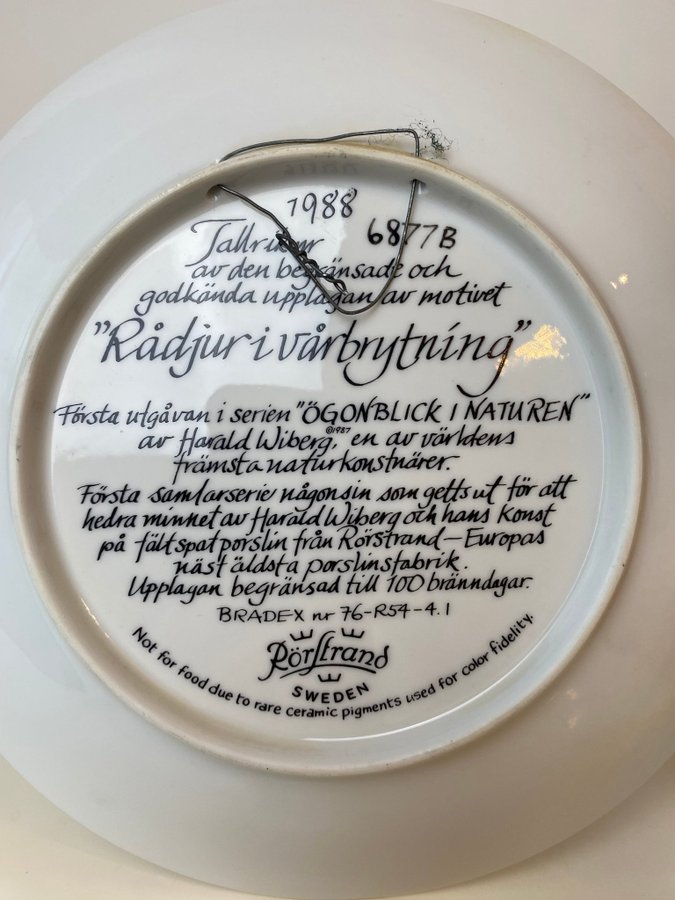 1988
Tallriknr 6877B
av den begränsade och
godkända upplagan av motivet
"Rådjur i vårbrytning"
Första utgåvan i serien "ÖGONBLICK I NATUREN"
av Harald Wiberg, ©1987 en av världens
främsta naturkonstnärer.
Första samlarserie någonsin som getts ut för att
hedra minnet av Harald Wiberg och hans konst
på fältspatporslin från Rörstrand – Europas
näst äldsta porslinsfabrik.
Upplagan begränsad till 100 bränndagar.
BRADEX nr 76-R54-4.1
Rörstrand
SWEDEN
Not for food due to rare ceramic pigments used for color fidelity.